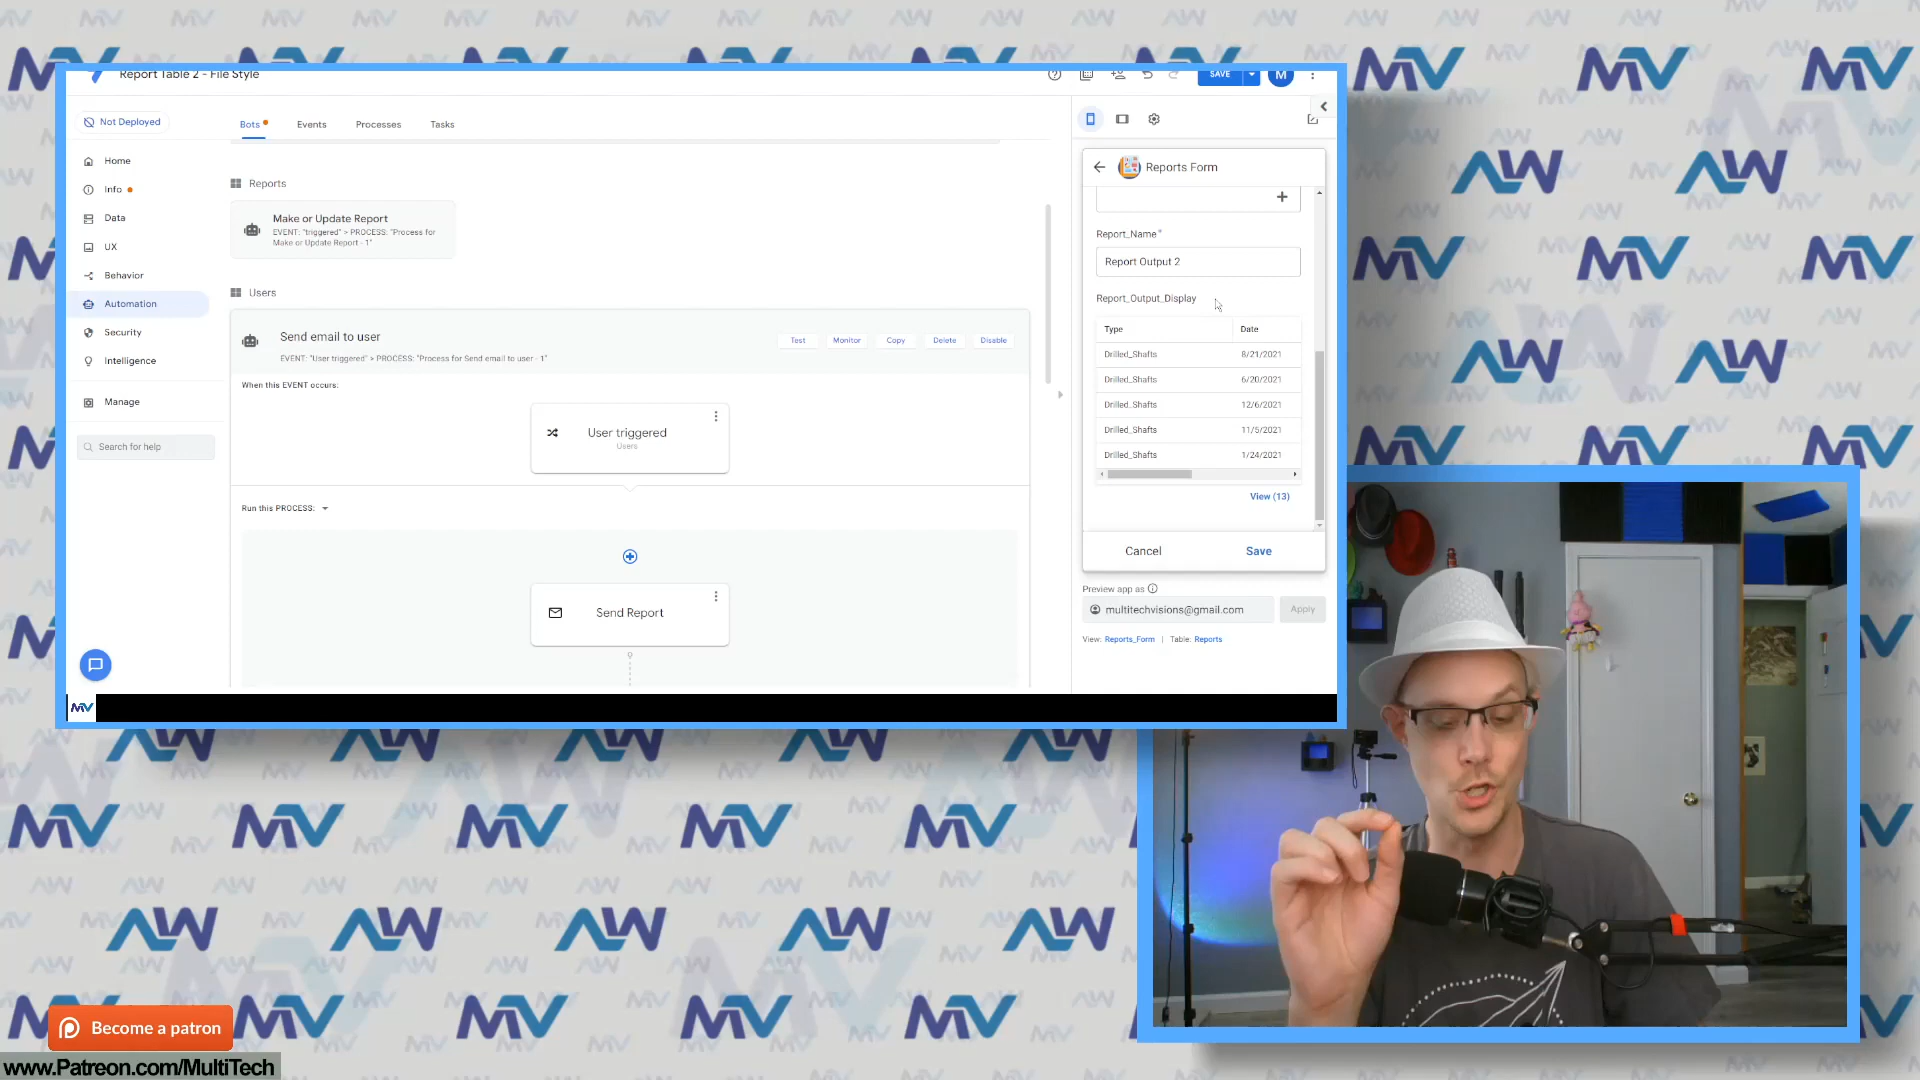 Report Table 2 - File Style
SAVE
M
Not Deployed
Bots
Events
Processes
Tasks
Home
Info
Data
UX
Behavior
Automation
Security
Intelligence
Manage
Search for help
Reports
Make or Update Report
EVENT: "triggered" > PROCESS: "Process for
Make or Update Report - 1"
Users
Send email to user
EVENT: "User triggered" > PROCESS: "Process for Send email to user - 1"
Test
Monitor
Copy
Delete
Disable
When this EVENT occurs:
User triggered
Users
Run this PROCESS:
Send Report
Reports Form
Report_Name*
Report Output 2
Report_Output_Display
Type Date
Drilled_Shafts 8/21/2021
Drilled_Shafts 6/20/2021
Drilled_Shafts 12/6/2021
Drilled_Shafts 11/5/2021
Drilled_Shafts 1/24/2021
View (13)
Cancel Save
Preview app as
multitechvisions@gmail.com
Apply
View: Reports_Form | Table: Reports
MV
Become a patron
www.Patreon.com/MultiTech